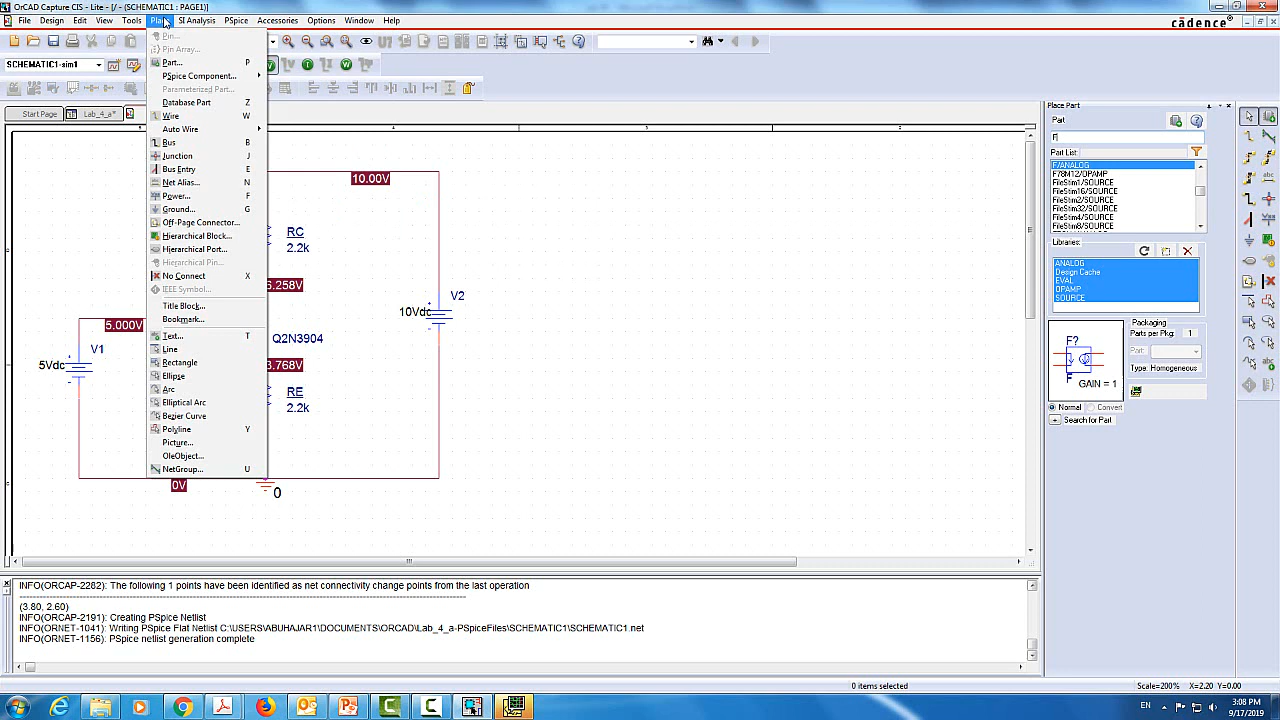 OrCAD Capture CIS - Lite - [/ - (SCHEMATIC1 : PAGE1)]
File Design Edit View Tools Place SI Analysis PSpice Accessories Options Window Help
cādence
SCHEMATIC1-sim1
Start Page
Lab_4_a*
Pin...
Pin Array...
Part... P
PSpice Component...
Parameterized Part...
Database Part Z
Wire W
Auto Wire
Bus B
Junction J
Bus Entry E
Net Alias... N
Power... F
Ground... G
Off-Page Connector...
Hierarchical Block...
Hierarchical Port...
Hierarchical Pin...
No Connect X
IEEE Symbol...
Title Block...
Bookmark...
Text... T
Line
Rectangle
Ellipse
Arc
Elliptical Arc
Bezier Curve
Polyline Y
Picture...
OleObject...
NetGroup... U
10.00V
RC
2.2k
6.258V
V2
10Vdc
5.000V
Q2N3904
V1
5Vdc
3.768V
RE
2.2k
0V
0
Place Part
Part
F
Part List:
F/ANALOG
F78M12/OPAMP
FileStim1/SOURCE
FileStim16/SOURCE
FileStim2/SOURCE
FileStim32/SOURCE
FileStim4/SOURCE
FileStim8/SOURCE
Libraries:
ANALOG
Design Cache
EVAL
OPAMP
SOURCE
Packaging
Parts per Pkg: 1
Part:
Type: Homogeneous
F?
F
GAIN = 1
Normal Convert
Search for Part
INFO(ORCAP-2282): The following 1 points have been identified as net connectivity change points from the last operation
(3.80, 2.60)
INFO(ORCAP-2191): Creating PSpice Netlist
INFO(ORNET-1041): Writing PSpice Flat Netlist C:\USERS\ABUHAJAR1\DOCUMENTS\ORCAD\Lab_4_a-PSpiceFiles\SCHEMATIC1\SCHEMATIC1.net
INFO(ORNET-1156): PSpice netlist generation complete
0 items selected
Scale=200% X=2.20 Y=0.00
EN
3:08 PM
9/17/2019